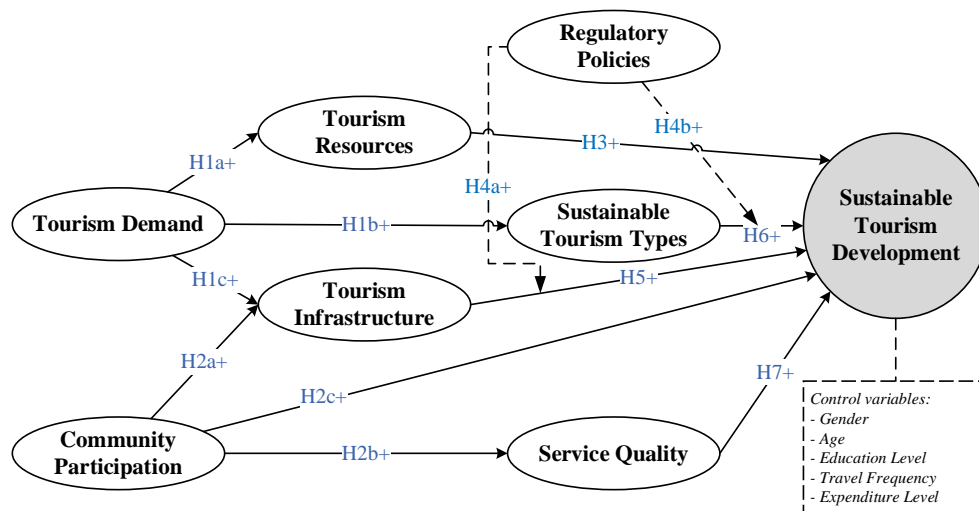 Regulatory
Policies
Tourism
Resources
H4b+
H3+
H1a+
H4a+
Tourism Demand
H1b+
Sustainable
Tourism Types
H6+
Sustainable
Tourism
Development
H1c+
Tourism
Infrastructure
H5+
H2a+
H7+
H2c+
Community
Participation
H2b+
Service Quality
Control variables:
- Gender
- Age
- Education Level
- Travel Frequency
- Expenditure Level